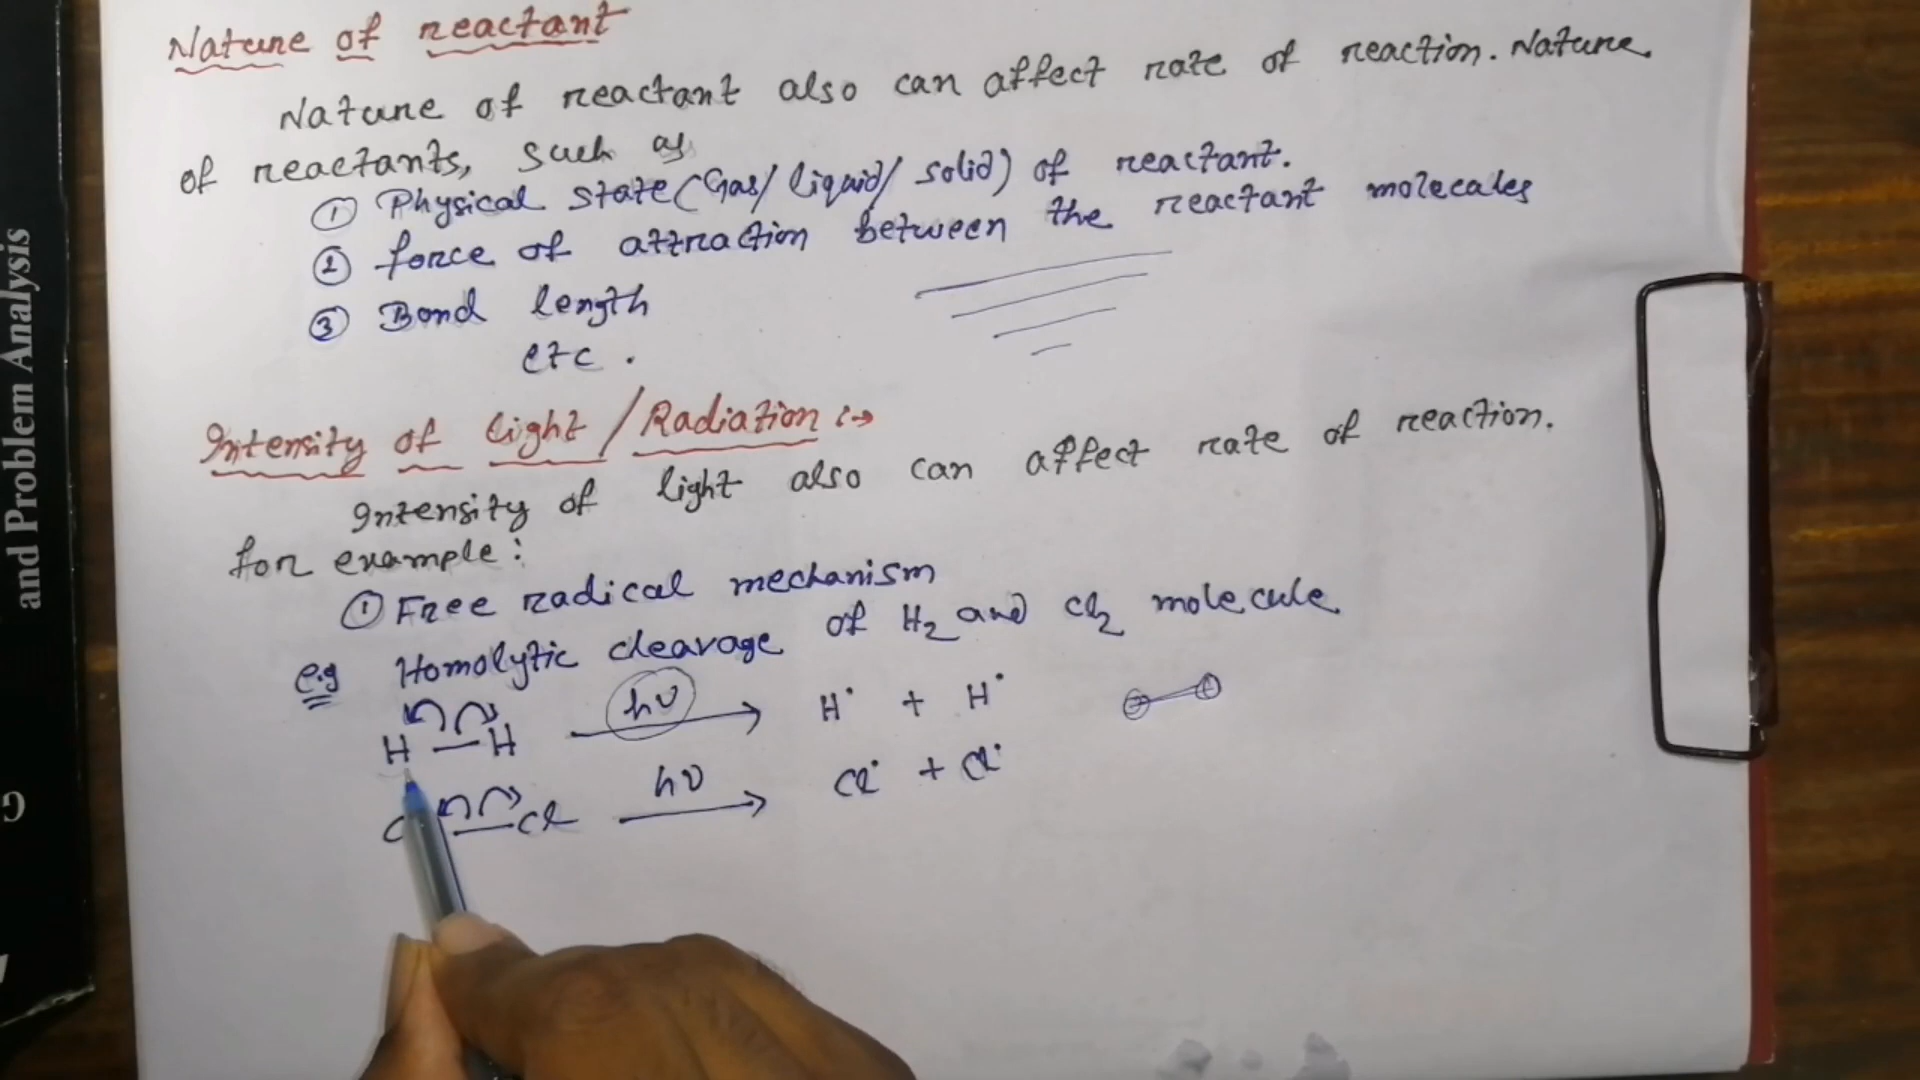 Nature of reactant
Nature of reactant also can affect rate of reaction. Nature
of reactants, such as
① Physical state (Gas/liquid/solid) of reactant.
② force of attraction between the reactant molecules
③ Bond length
etc.
Intensity of light/Radiation :→
Intensity of light also can affect rate of reaction.
for example:
① Free radical mechanism
e.g Homolytic cleavage of H₂ and Cl₂ molecule
H — H hν → H• + H•
— Cl hν → Cl• + Cl•
and Problem Analysis